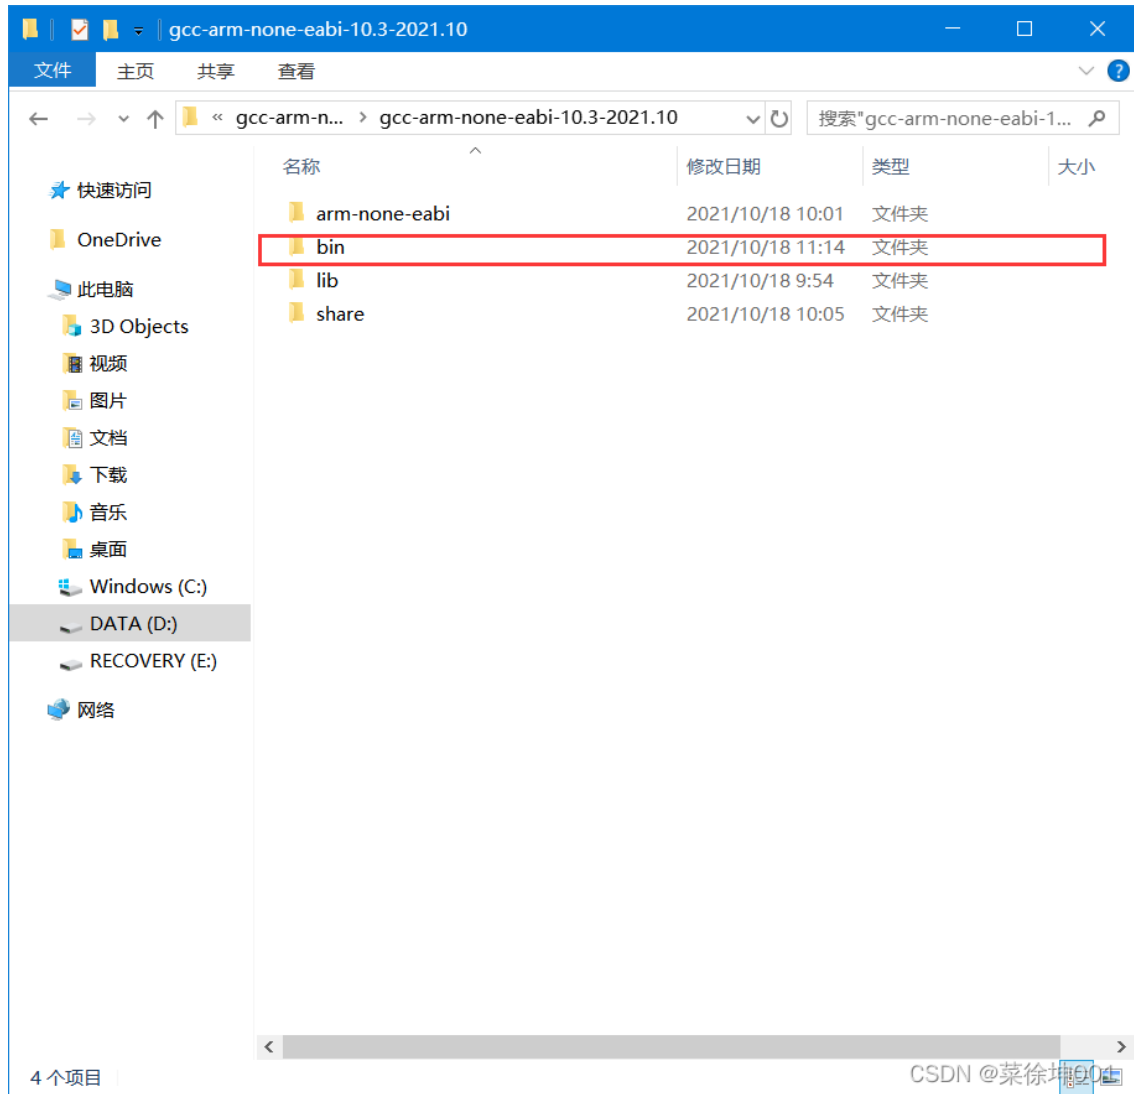 gcc-arm-none-eabi-10.3-2021.10
文件 主页 共享 查看
« gcc-arm-n... > gcc-arm-none-eabi-10.3-2021.10 搜索"gcc-arm-none-eabi-1...
名称 修改日期 类型 大小
快速访问
OneDrive
此电脑
3D Objects
视频
图片
文档
下载
音乐
桌面
Windows (C:)
DATA (D:)
RECOVERY (E:)
网络
arm-none-eabi 2021/10/18 10:01 文件夹
bin 2021/10/18 11:14 文件夹
lib 2021/10/18 9:54 文件夹
share 2021/10/18 10:05 文件夹
4 个项目
CSDN @菜徐坤001